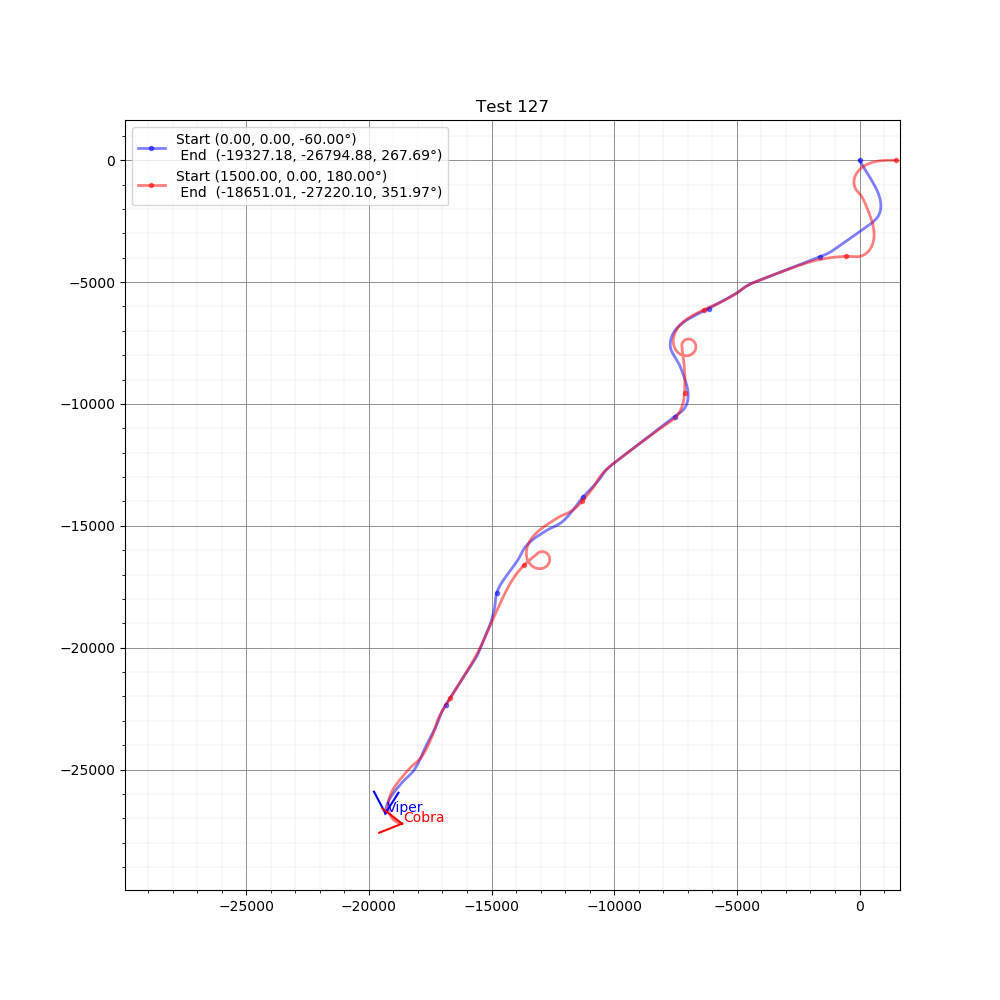 Test 127
Start (0.00, 0.00, -60.00°)
End (-19327.18, -26794.88, 267.69°)
Start (1500.00, 0.00, 180.00°)
End (-18651.01, -27220.10, 351.97°)
0
−5000
−10000
−15000
−20000
−25000
Viper
Cobra
−25000 −20000 −15000 −10000 −5000 0